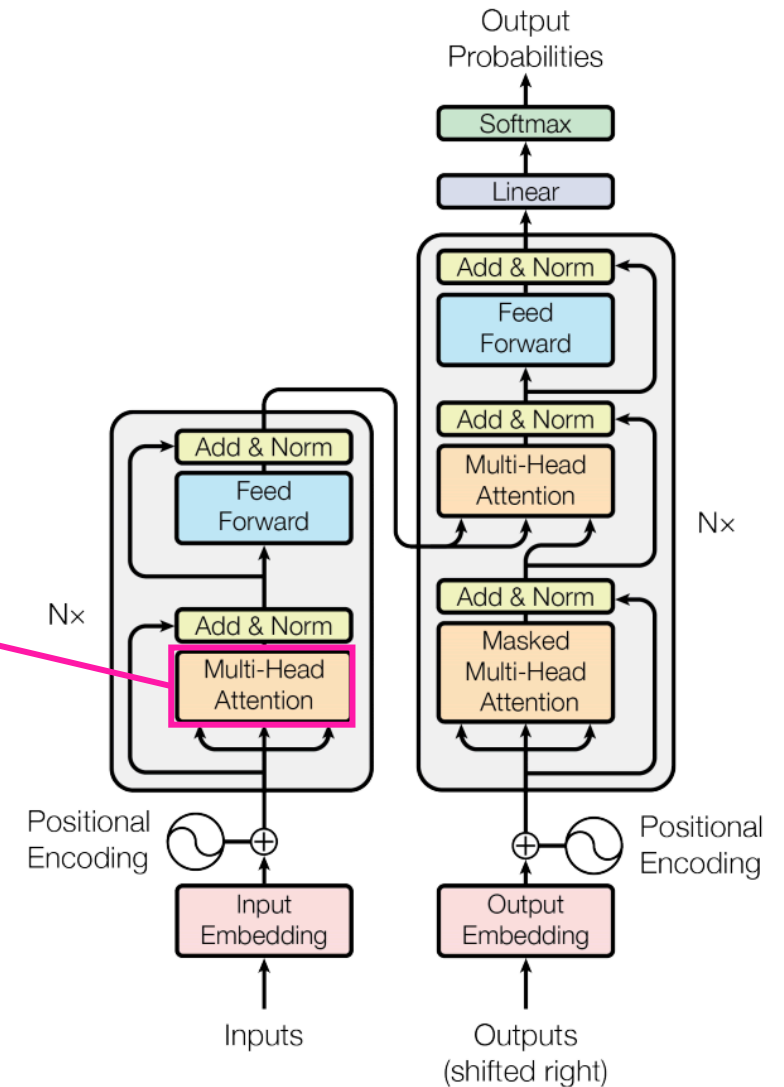 Output
Probabilities
Softmax
Linear
Add & Norm
Feed
Forward
Add & Norm
Multi-Head
Attention
Nx
Add & Norm
Masked
Multi-Head
Attention
Add & Norm
Feed
Forward
Nx
Add & Norm
Multi-Head
Attention
Positional
Encoding
Positional
Encoding
Input
Embedding
Output
Embedding
Inputs
Outputs
(shifted right)